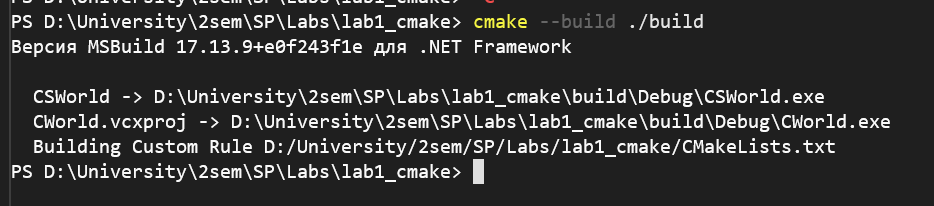 PS D:\University\2sem\SP\Labs\lab1_cmake> cmake --build ./build
Версия MSBuild 17.13.9+e0f243f1e для .NET Framework
CSWorld -> D:\University\2sem\SP\Labs\lab1_cmake\build\Debug\CSWorld.exe
CWorld.vcxproj -> D:\University\2sem\SP\Labs\lab1_cmake\build\Debug\CWorld.exe
Building Custom Rule D:/University/2sem/SP/Labs/lab1_cmake/CMakeLists.txt
PS D:\University\2sem\SP\Labs\lab1_cmake>